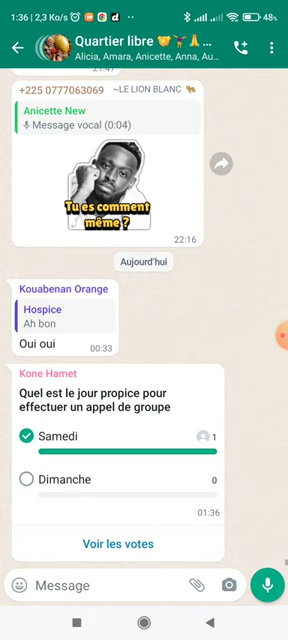 1:36 | 2,3 Ko/s
58
Quartier libre
Alicia, Amara, Anicette, Anna, Au...
21:47
+225 0777063069 ~LE LION BLANC
Anicette New
Message vocal (0:04)
Tu es comment
même ?
22:16
Aujourd'hui
Kouabenan Orange
Hospice
Ah bon
Oui oui
00:33
Kone Hamet
Quel est le jour propice pour
effectuer un appel de groupe
Samedi 1
Dimanche 0
01:36
Voir les votes
Message